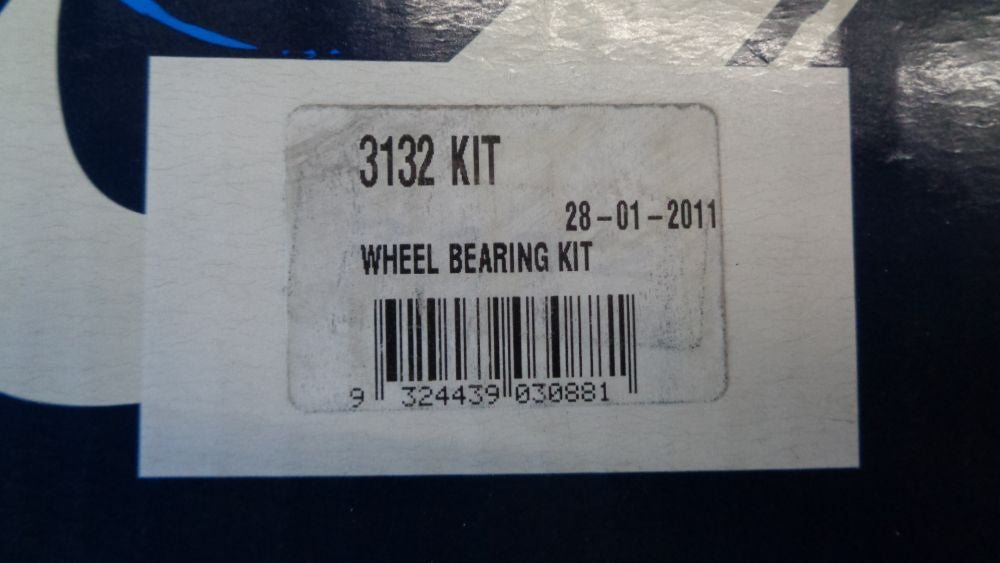 3132 KIT
28-01-2011
WHEEL BEARING KIT
9 324439 030881